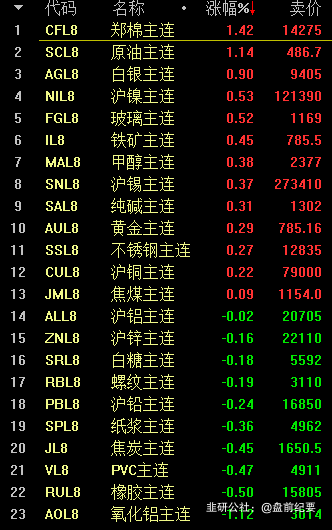 代码 名称 涨幅%↓ 卖价
1 CFL8 郑棉主连 1.42 14275
2 SCL8 原油主连 1.14 486.7
3 AGL8 白银主连 0.90 9405
4 NIL8 沪镍主连 0.53 121390
5 FGL8 玻璃主连 0.52 1169
6 IL8 铁矿主连 0.45 785.5
7 MAL8 甲醇主连 0.38 2377
8 SNL8 沪锡主连 0.37 273410
9 SAL8 纯碱主连 0.31 1302
10 AUL8 黄金主连 0.29 785.16
11 SSL8 不锈钢主连 0.27 12835
12 CUL8 沪铜主连 0.22 79000
13 JML8 焦煤主连 0.09 1154.0
14 ALL8 沪铝主连 -0.02 20705
15 ZNL8 沪锌主连 -0.16 22110
16 SRL8 白糖主连 -0.18 5592
17 RBL8 螺纹主连 -0.19 3110
18 PBL8 沪铅主连 -0.24 16850
19 SPL8 纸浆主连 -0.36 4962
20 JL8 焦炭主连 -0.45 1650.5
21 VL8 PVC主连 -0.47 4911
22 RUL8 橡胶主连 -0.50 15805
23 AOL8 氧化铝主连 -1.12
韭研公社：@盘前纪要